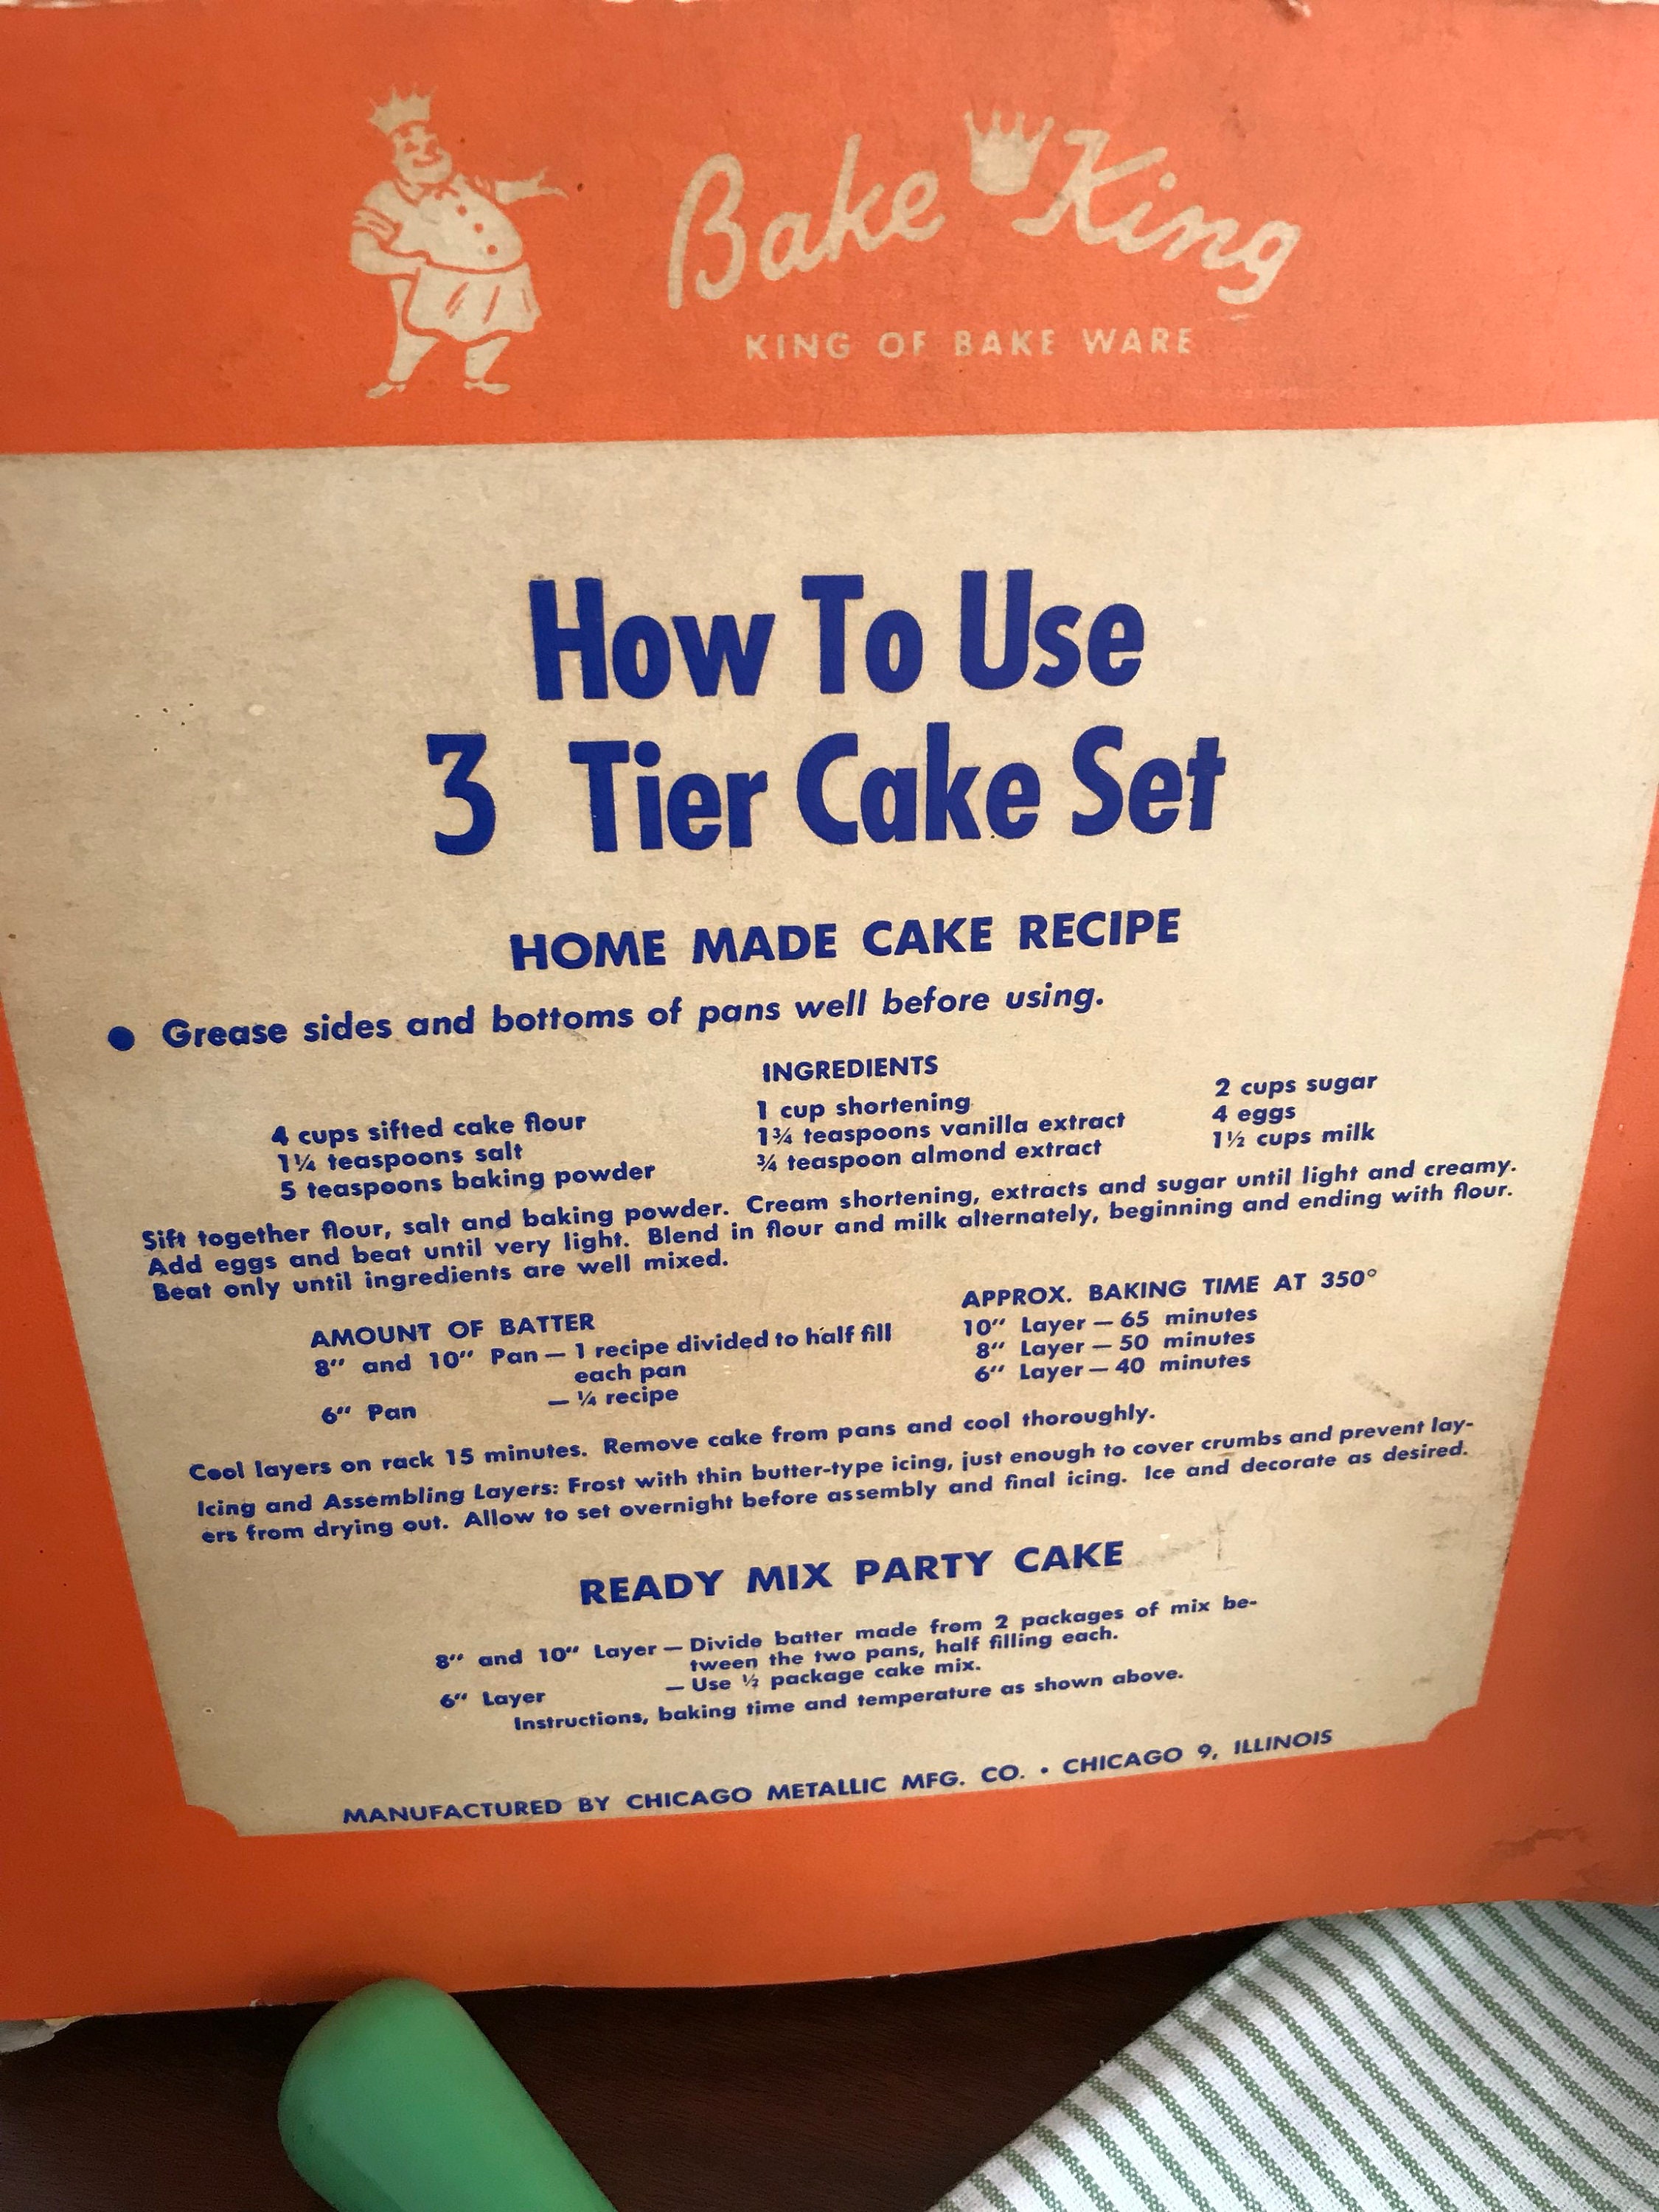 Bake King
KING OF BAKE WARE
How To Use
3 Tier Cake Set
HOME MADE CAKE RECIPE
● Grease sides and bottoms of pans well before using.
INGREDIENTS
4 cups sifted cake flour
1¼ teaspoons salt
5 teaspoons baking powder
1 cup shortening
1¾ teaspoons vanilla extract
¾ teaspoon almond extract
2 cups sugar
4 eggs
1½ cups milk
Sift together flour, salt and baking powder. Cream shortening, extracts and sugar until light and creamy.
Add eggs and beat until very light. Blend in flour and milk alternately, beginning and ending with flour.
Beat only until ingredients are well mixed.
AMOUNT OF BATTER
8" and 10" Pan — 1 recipe divided to half fill
each pan
6" Pan — ¼ recipe
APPROX. BAKING TIME AT 350°
10" Layer — 65 minutes
8" Layer — 50 minutes
6" Layer — 40 minutes
Cool layers on rack 15 minutes. Remove cake from pans and cool thoroughly.
Icing and Assembling Layers: Frost with thin butter-type icing, just enough to cover crumbs and prevent lay-
ers from drying out. Allow to set overnight before assembly and final icing. Ice and decorate as desired.
READY MIX PARTY CAKE
8" and 10" Layer — Divide batter made from 2 packages of mix be-
tween the two pans, half filling each.
6" Layer — Use ½ package cake mix.
Instructions, baking time and temperature as shown above.
MANUFACTURED BY CHICAGO METALLIC MFG. CO. • CHICAGO 9, ILLINOIS